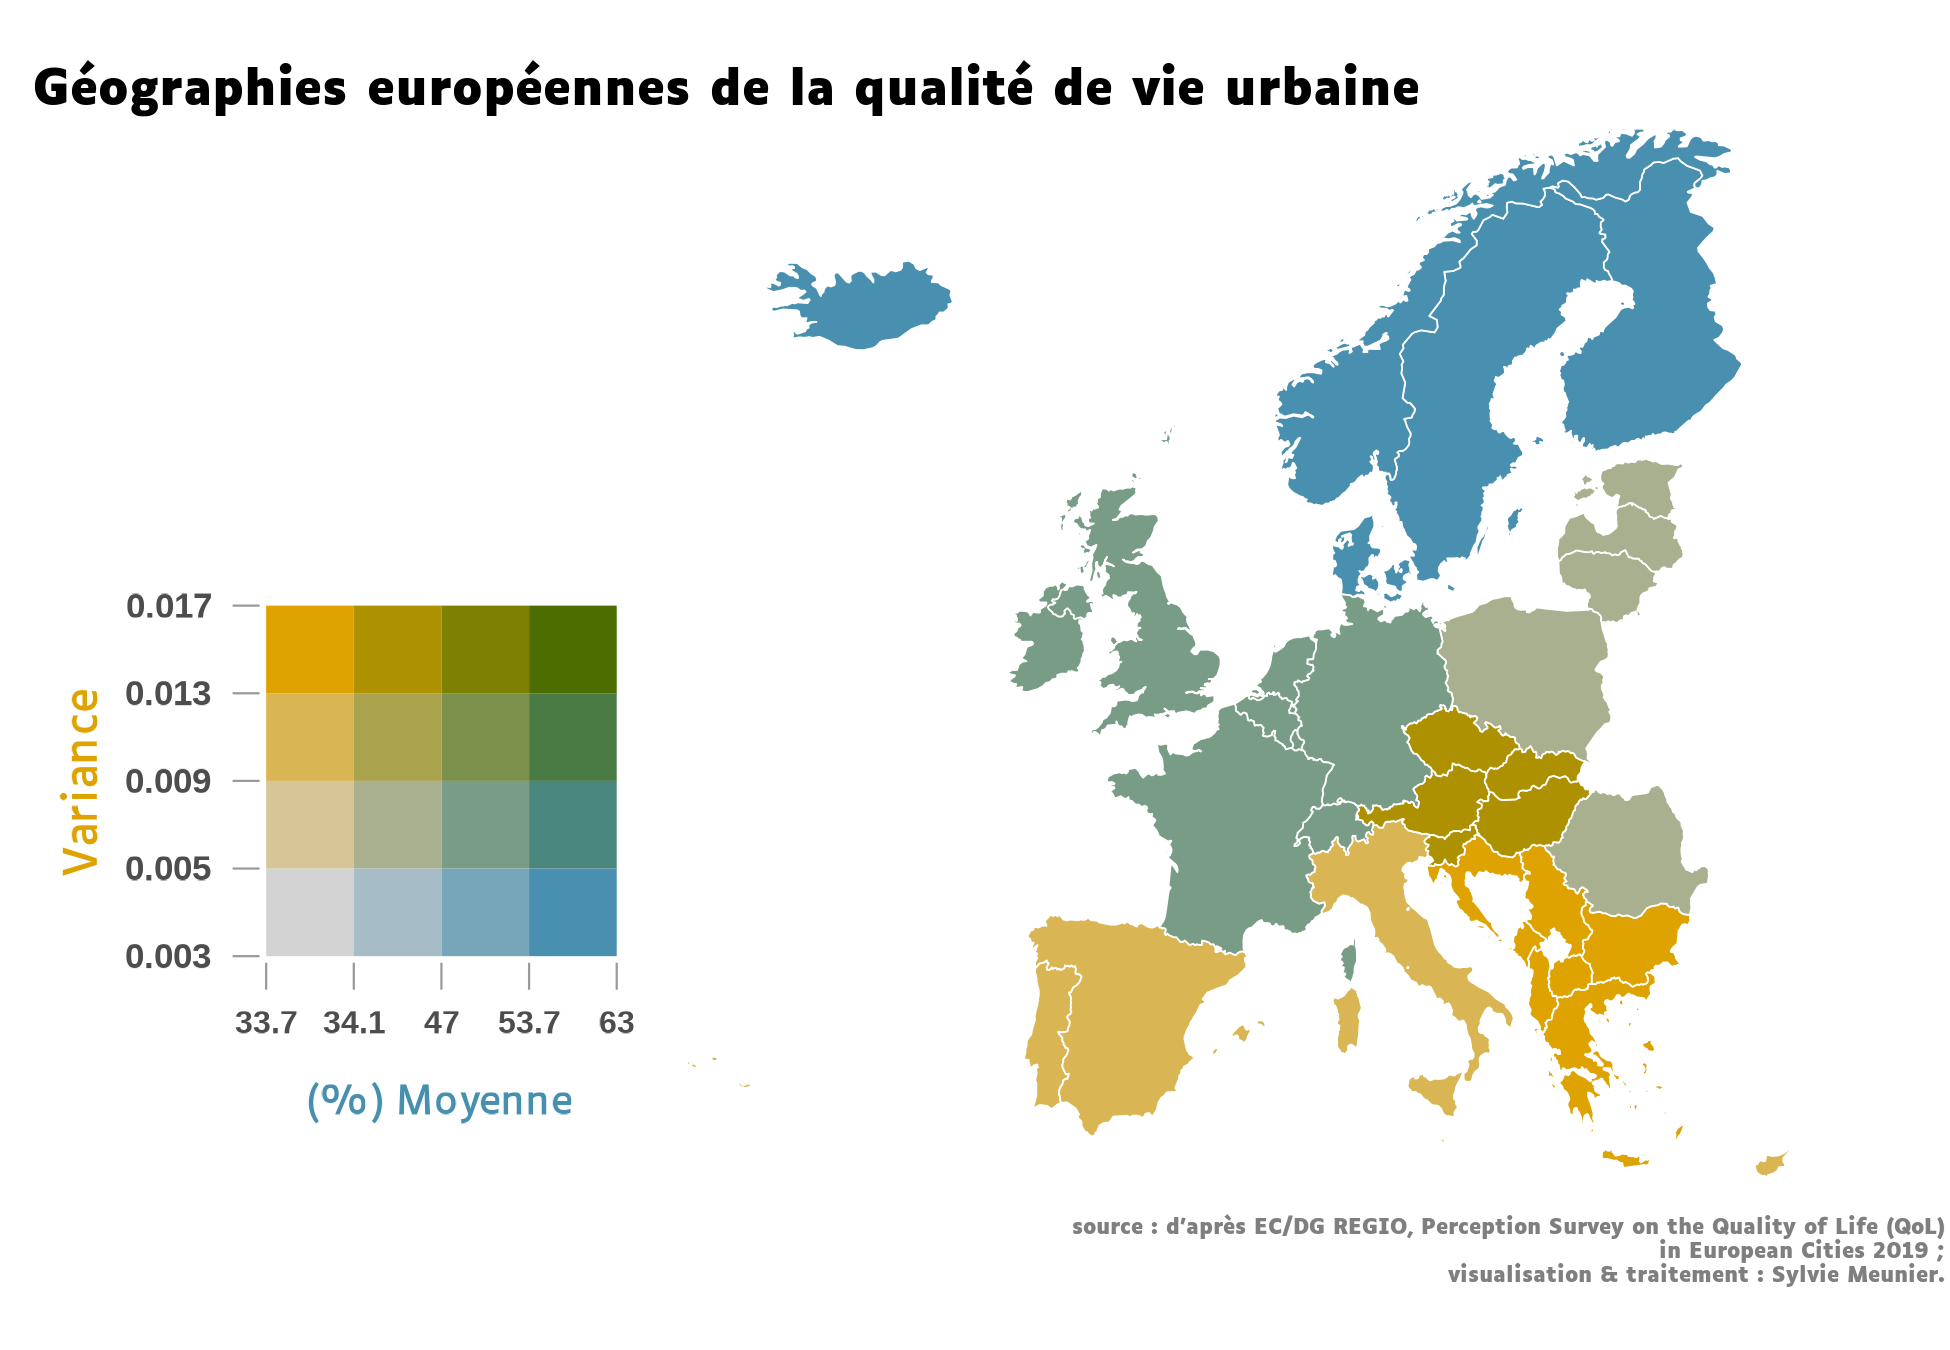 Géographies européennes de la qualité de vie urbaine
0.017
0.013
0.009
0.005
0.003
Variance
33.7 34.1 47 53.7 63
(%) Moyenne
source : d'après EC/DG REGIO, Perception Survey on the Quality of Life (QoL)
in European Cities 2019 ;
visualisation & traitement : Sylvie Meunier.